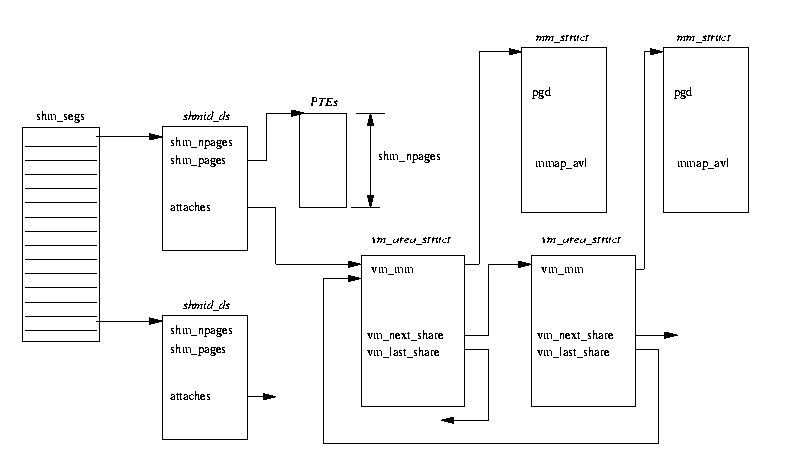 mm_struct
mm_struct
pgd
pgd
mmap_avl
mmap_avl
PTEs
shm_npages
shm_segs
shmid_ds
shm_npages
shm_pages
attaches
vm_area_struct
vm_area_struct
vm_mm
vm_mm
vm_next_share
vm_last_share
vm_next_share
vm_last_share
shmid_ds
shm_npages
shm_pages
attaches